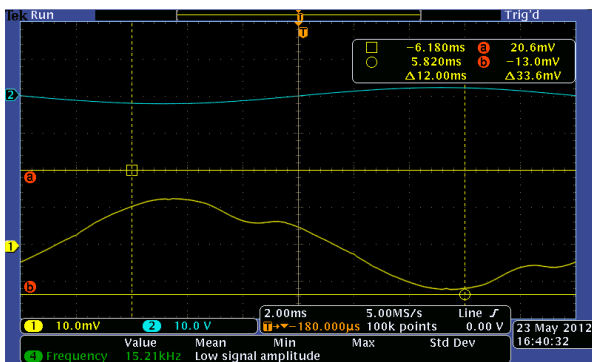 Tek Run Trig'd
T
T
-6.180ms a 20.6mV
5.820ms b -13.0mV
Δ12.00ms Δ33.6mV
2
a
1
b
1 10.0mV 2 10.0 V 2.00ms 5.00MS/s Line
T→▼-180.000µs 100k points 0.00 V
Value Mean Min Max Std Dev
4 Frequency 15.21kHz Low signal amplitude
23 May 2012
16:40:32